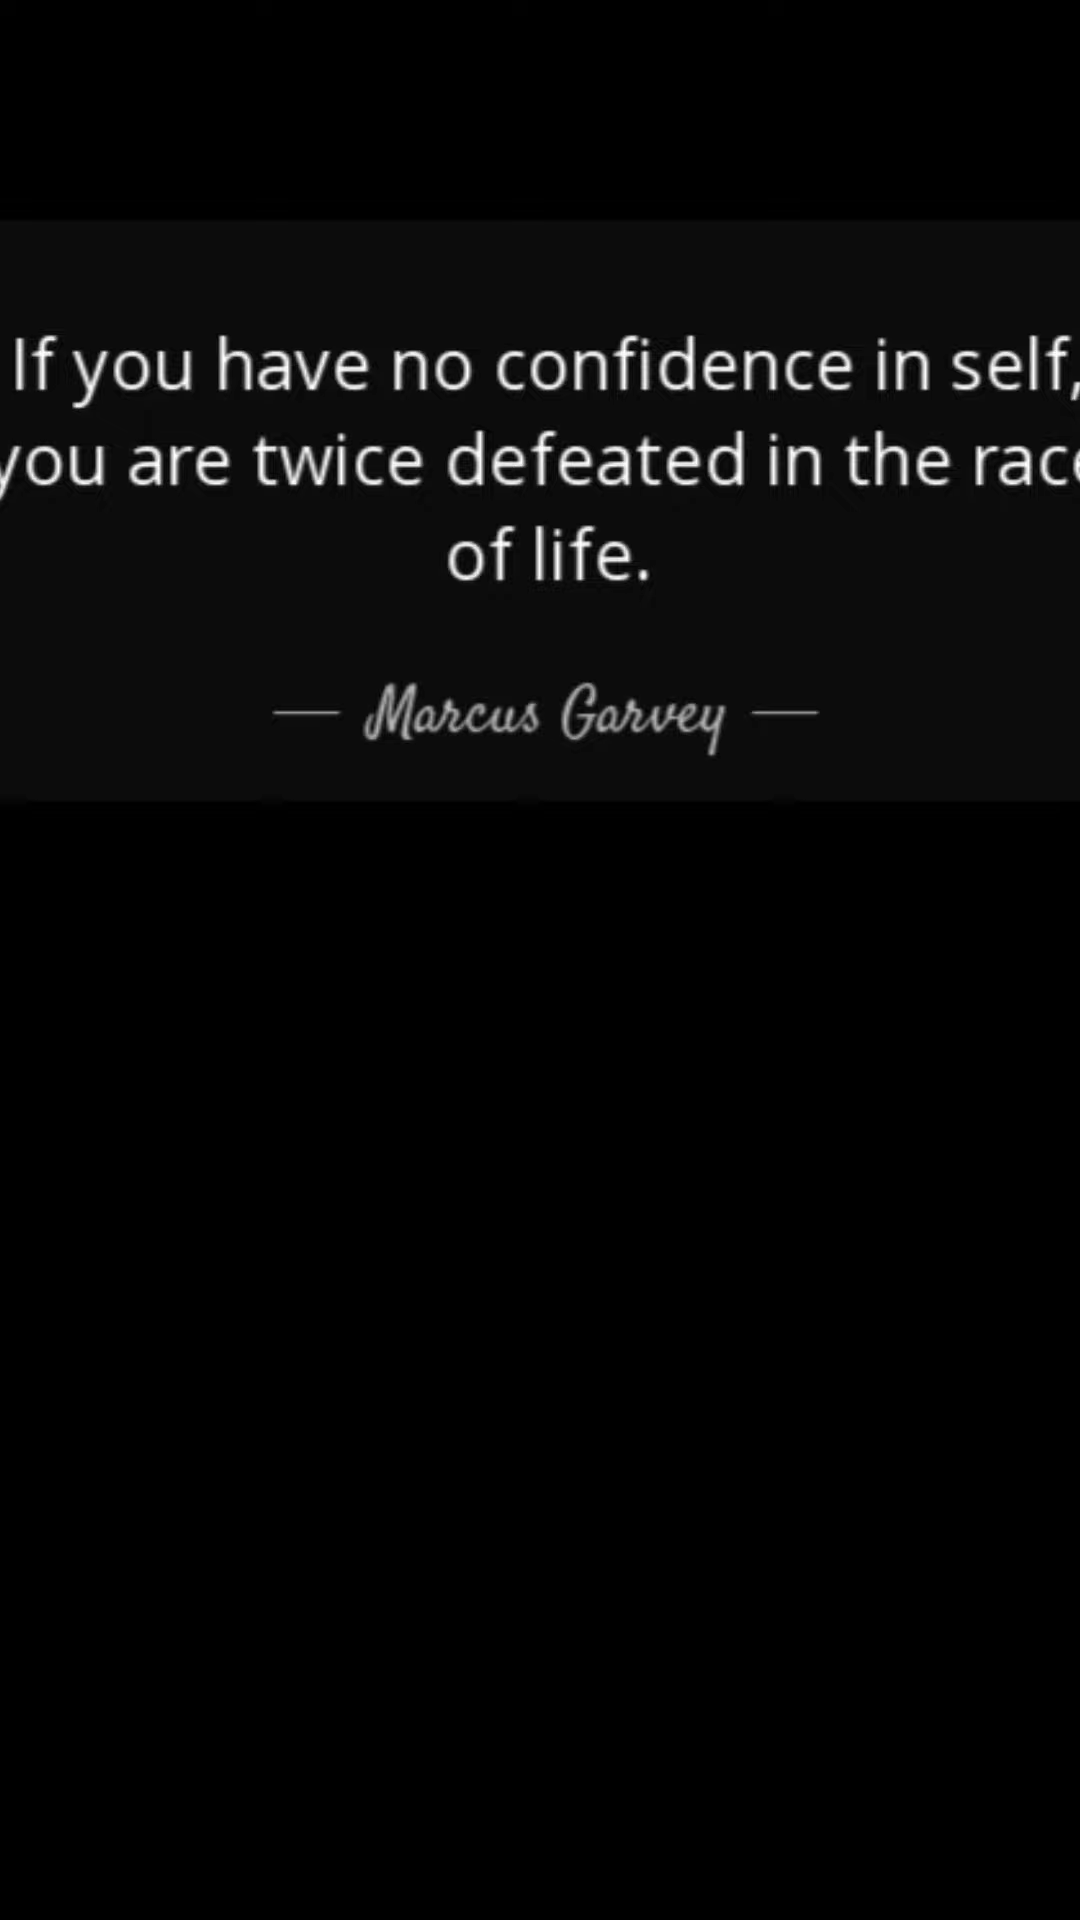 If you have no confidence in self,
you are twice defeated in the race
of life.
— Marcus Garvey —